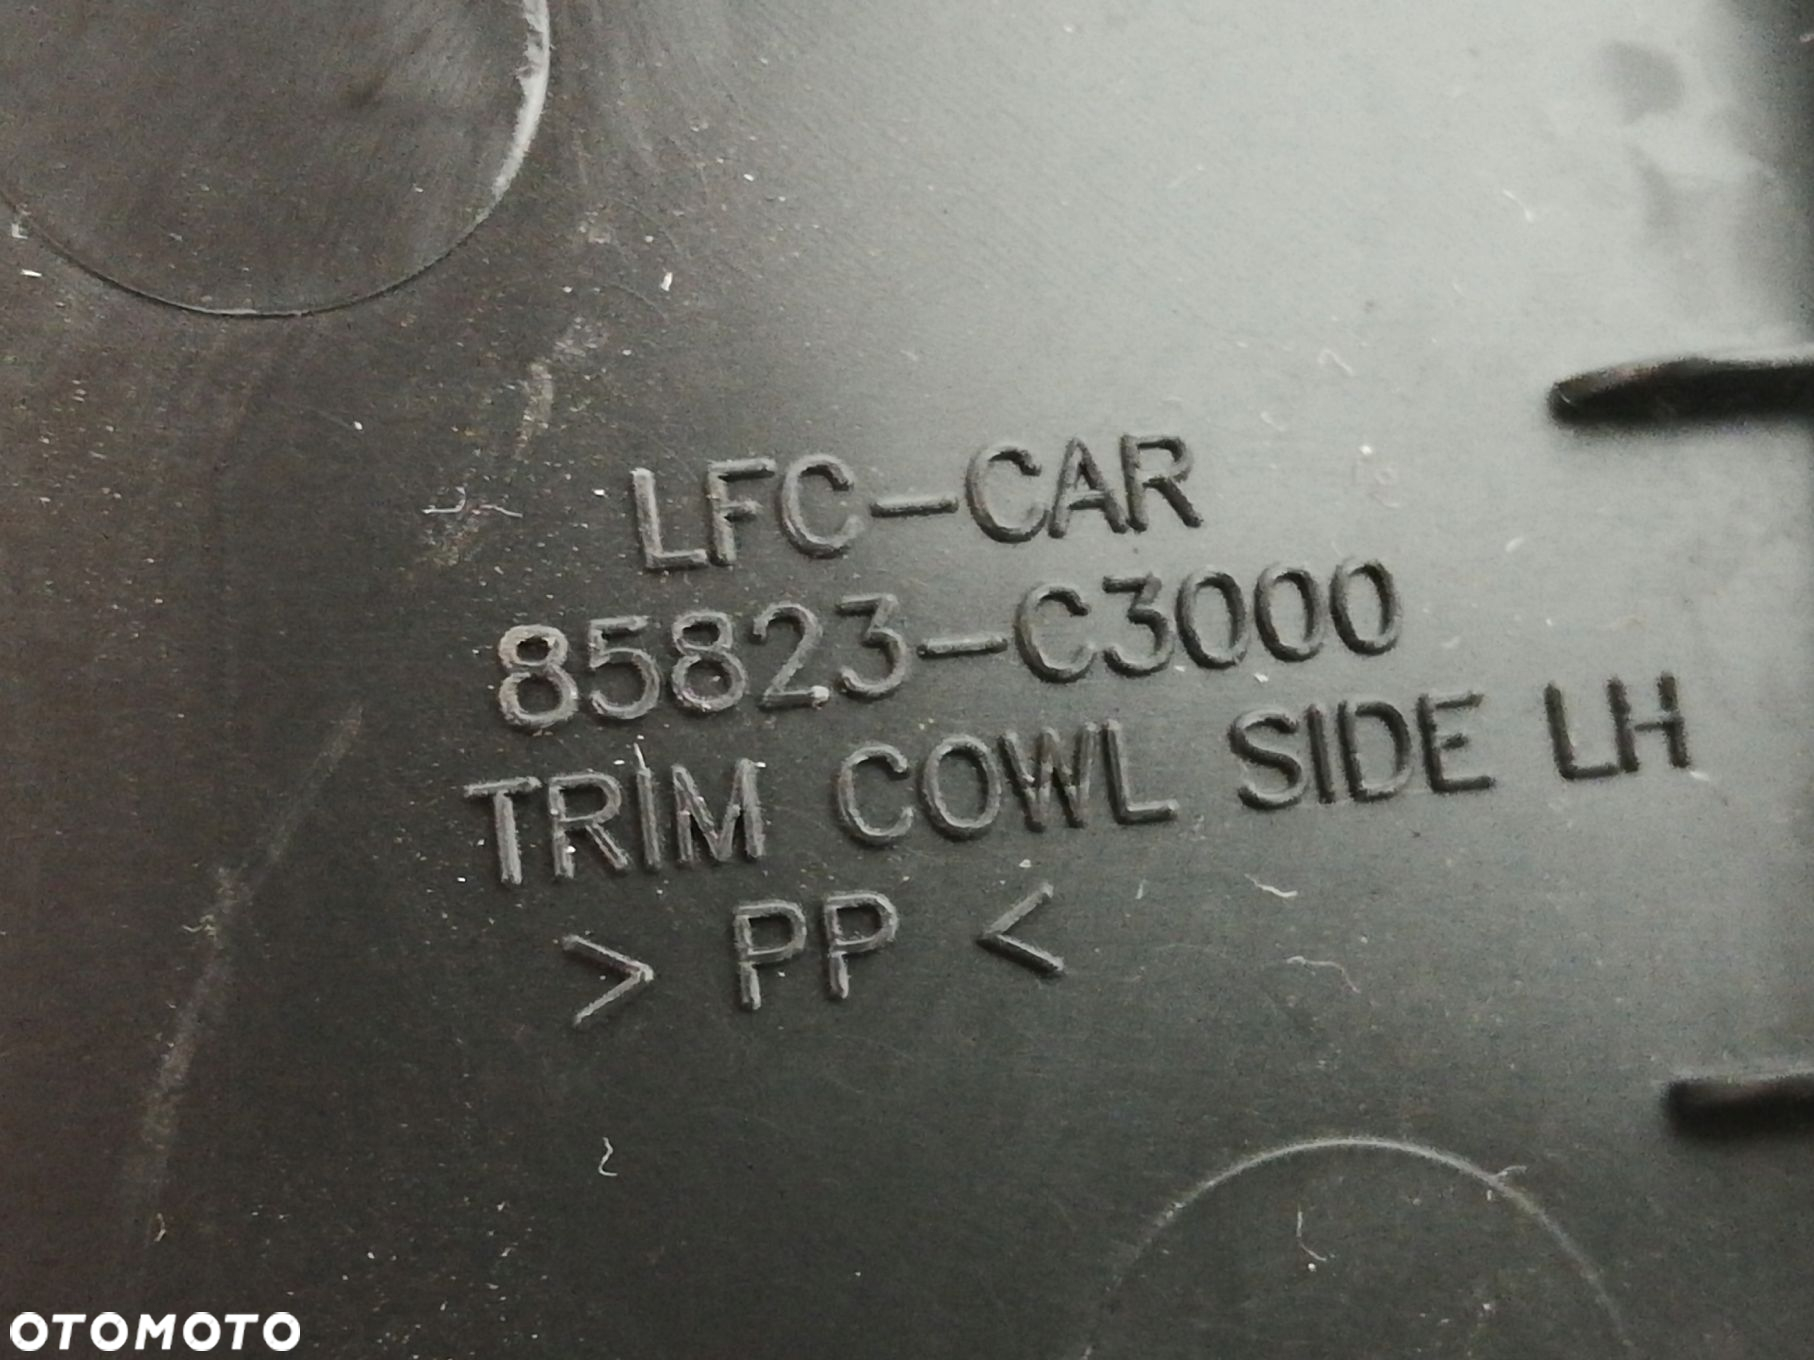 LFC-CAR
85823-C3000
TRIM COWL SIDE LH
> PP <
OTOMOTO